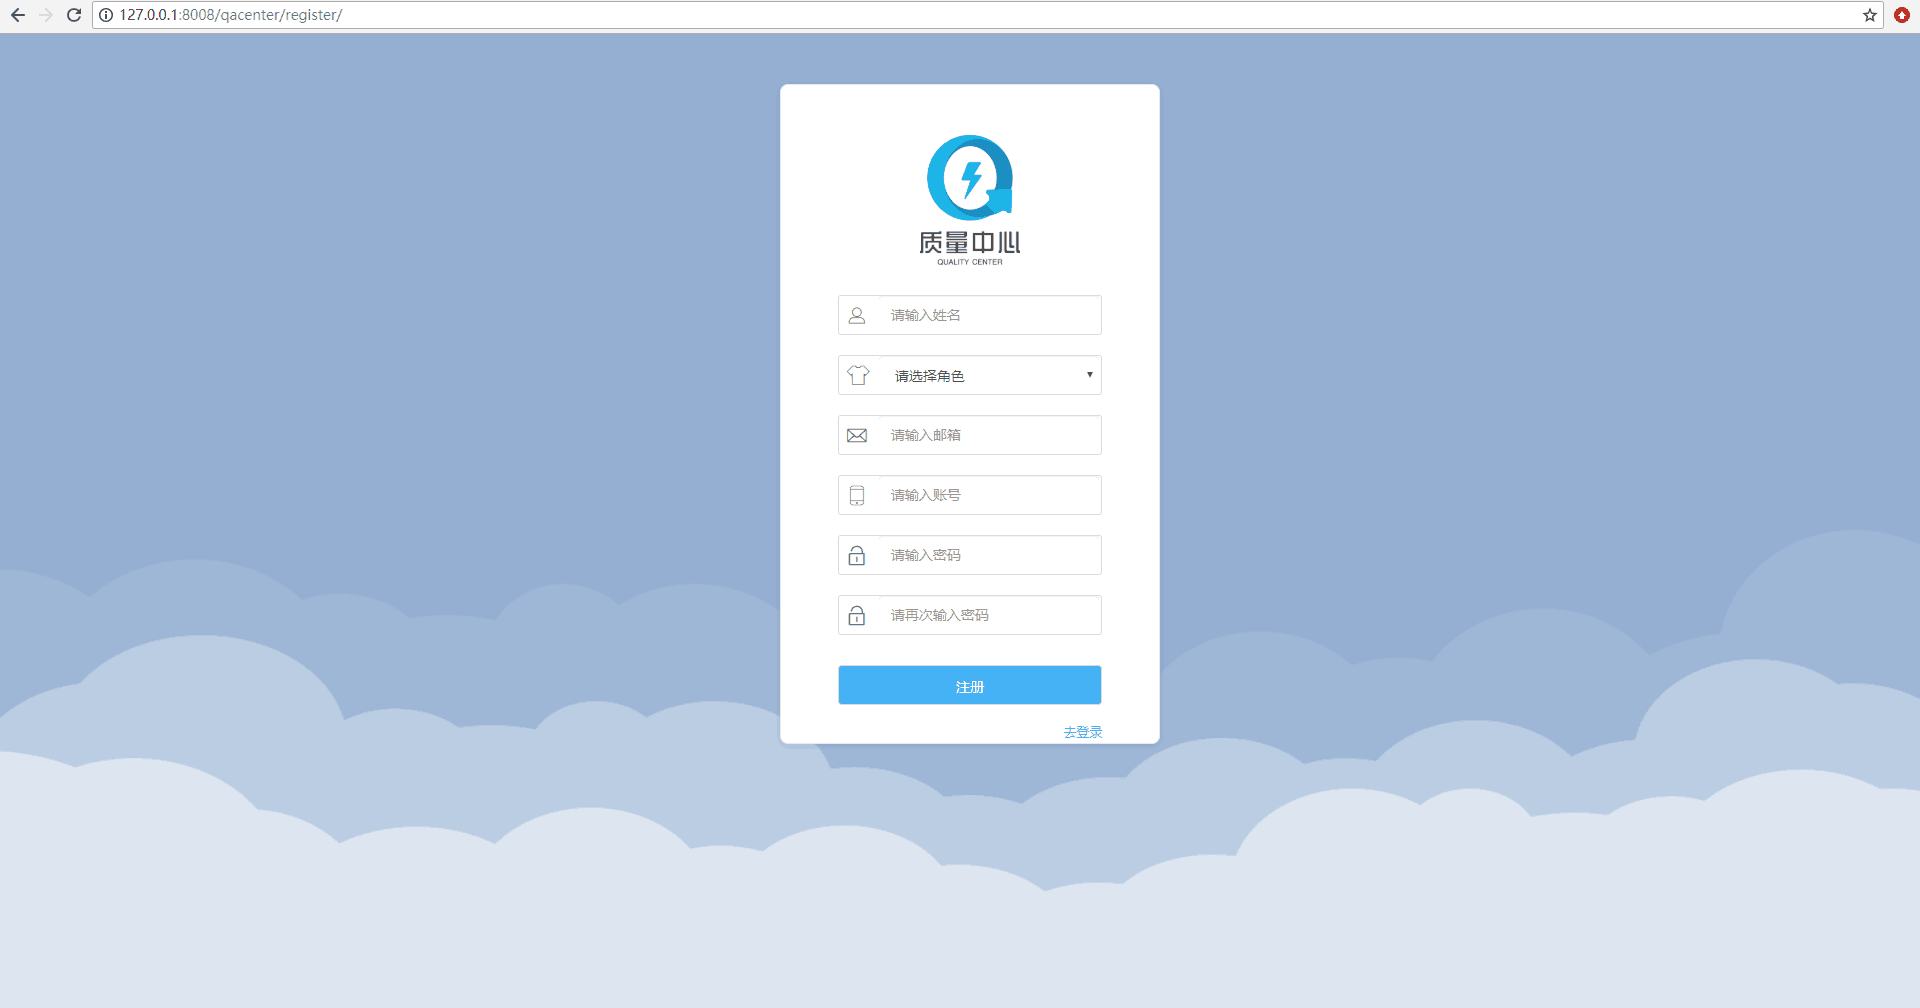 127.0.0.1:8008/qacenter/register/
质量中心
QUALITY CENTER
请输入姓名
请选择角色
请输入邮箱
请输入账号
请输入密码
请再次输入密码
注册
去登录